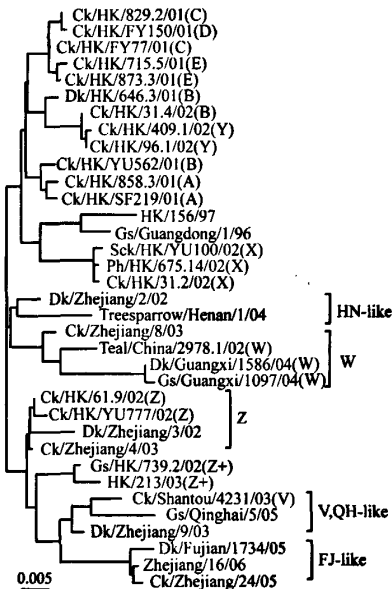 Ck/HK/829.2/01(C)
Ck/HK/FY150/01(D)
Ck/HK/FY77/01(C)
Ck/HK/715.5/01(E)
Ck/HK/873.3/01(E)
Dk/HK/646.3/01(B)
Ck/HK/31.4/02(B)
Ck/HK/409.1/02(Y)
Ck/HK/96.1/02(Y)
Ck/HK/YU562/01(B)
Ck/HK/858.3/01(A)
Ck/HK/SF219/01(A)
HK/156/97
Gs/Guangdong/1/96
Sck/HK/YU100/02(X)
Ph/HK/675.14/02(X)
Ck/HK/31.2/02(X)
Dk/Zhejiang/2/02
Treesparrow/Henan/1/04
HN-like
Ck/Zhejiang/8/03
Teal/China/2978.1/02(W)
Dk/Guangxi/1586/04(W)
Gs/Guangxi/1097/04(W)
W
Ck/HK/61.9/02(Z)
Ck/HK/YU777/02(Z)
Dk/Zhejiang/3/02
Ck/Zhejiang/4/03
Z
Gs/HK/739.2/02(Z+)
HK/213/03(Z+)
Ck/Shantou/4231/03(V)
Gs/Qinghai/5/05
Dk/Zhejiang/9/03
V,QH-like
Dk/Fujian/1734/05
Zhejiang/16/06
Ck/Zhejiang/24/05
FJ-like
0.005